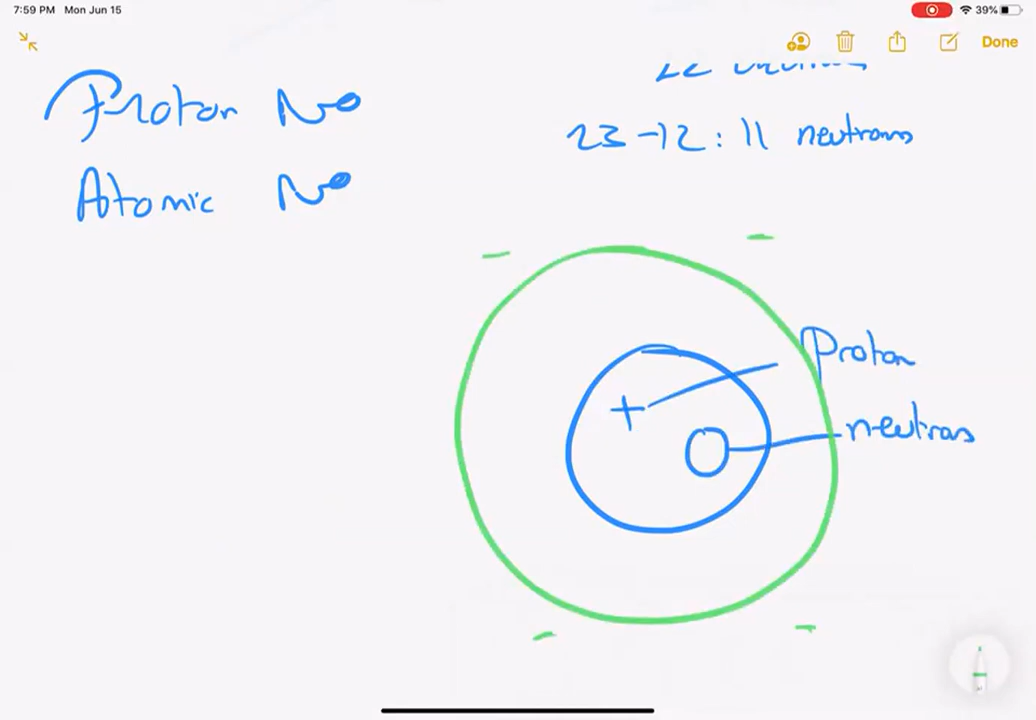 7:59 PM Mon Jun 15
39%
Done
Proton No
Atomic No
23-12: 11 neutrons
Proton
neutrons